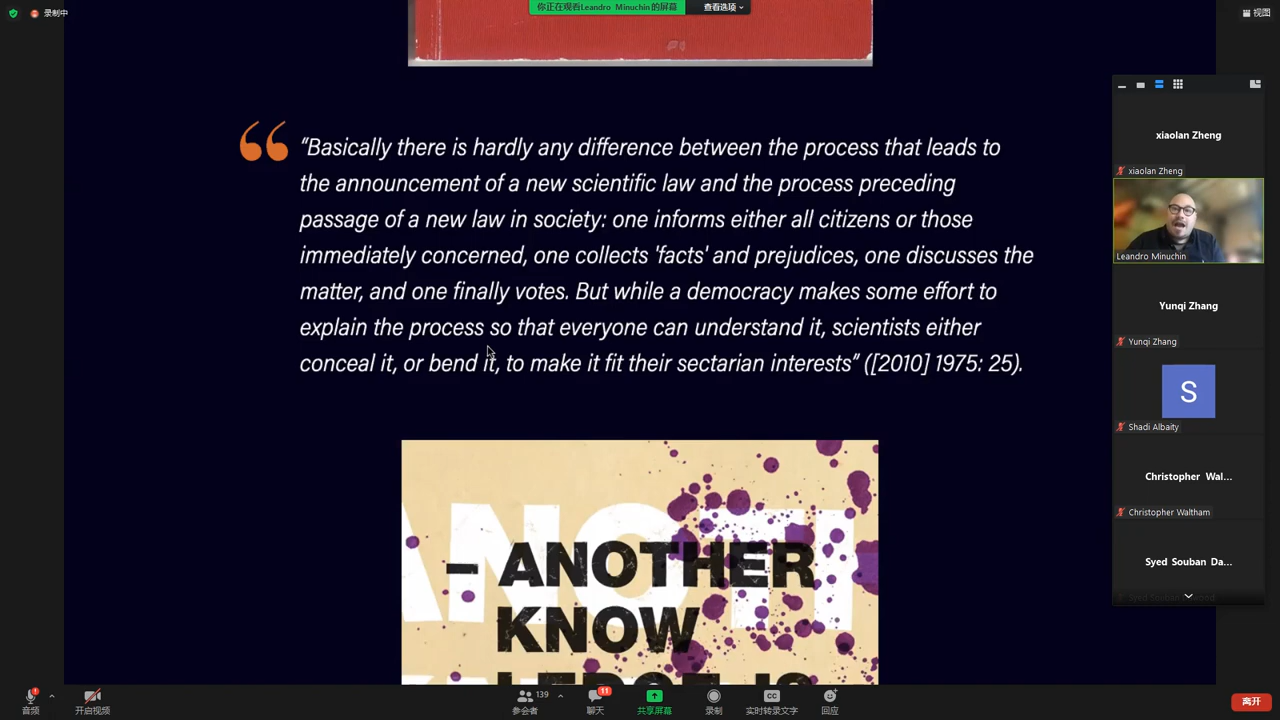 录制中
你正在观看Leandro Minuchin的屏幕
查看选项
视图
“Basically there is hardly any difference between the process that leads to
the announcement of a new scientific law and the process preceding
passage of a new law in society: one informs either all citizens or those
immediately concerned, one collects 'facts' and prejudices, one discusses the
matter, and one finally votes. But while a democracy makes some effort to
explain the process so that everyone can understand it, scientists either
conceal it, or bend it, to make it fit their sectarian interests” ([2010] 1975: 25).
– ANOTHER
KNOW
LEDGE IS
xiaolan Zheng
xiaolan Zheng
Leandro Minuchin
Yunqi Zhang
Yunqi Zhang
S
Shadi Albaity
Christopher Wal...
Christopher Waltham
Syed Souban Da...
音频
开启视频
139
参会者
11
聊天
共享屏幕
录制
CC
实时转录文字
回应
离开